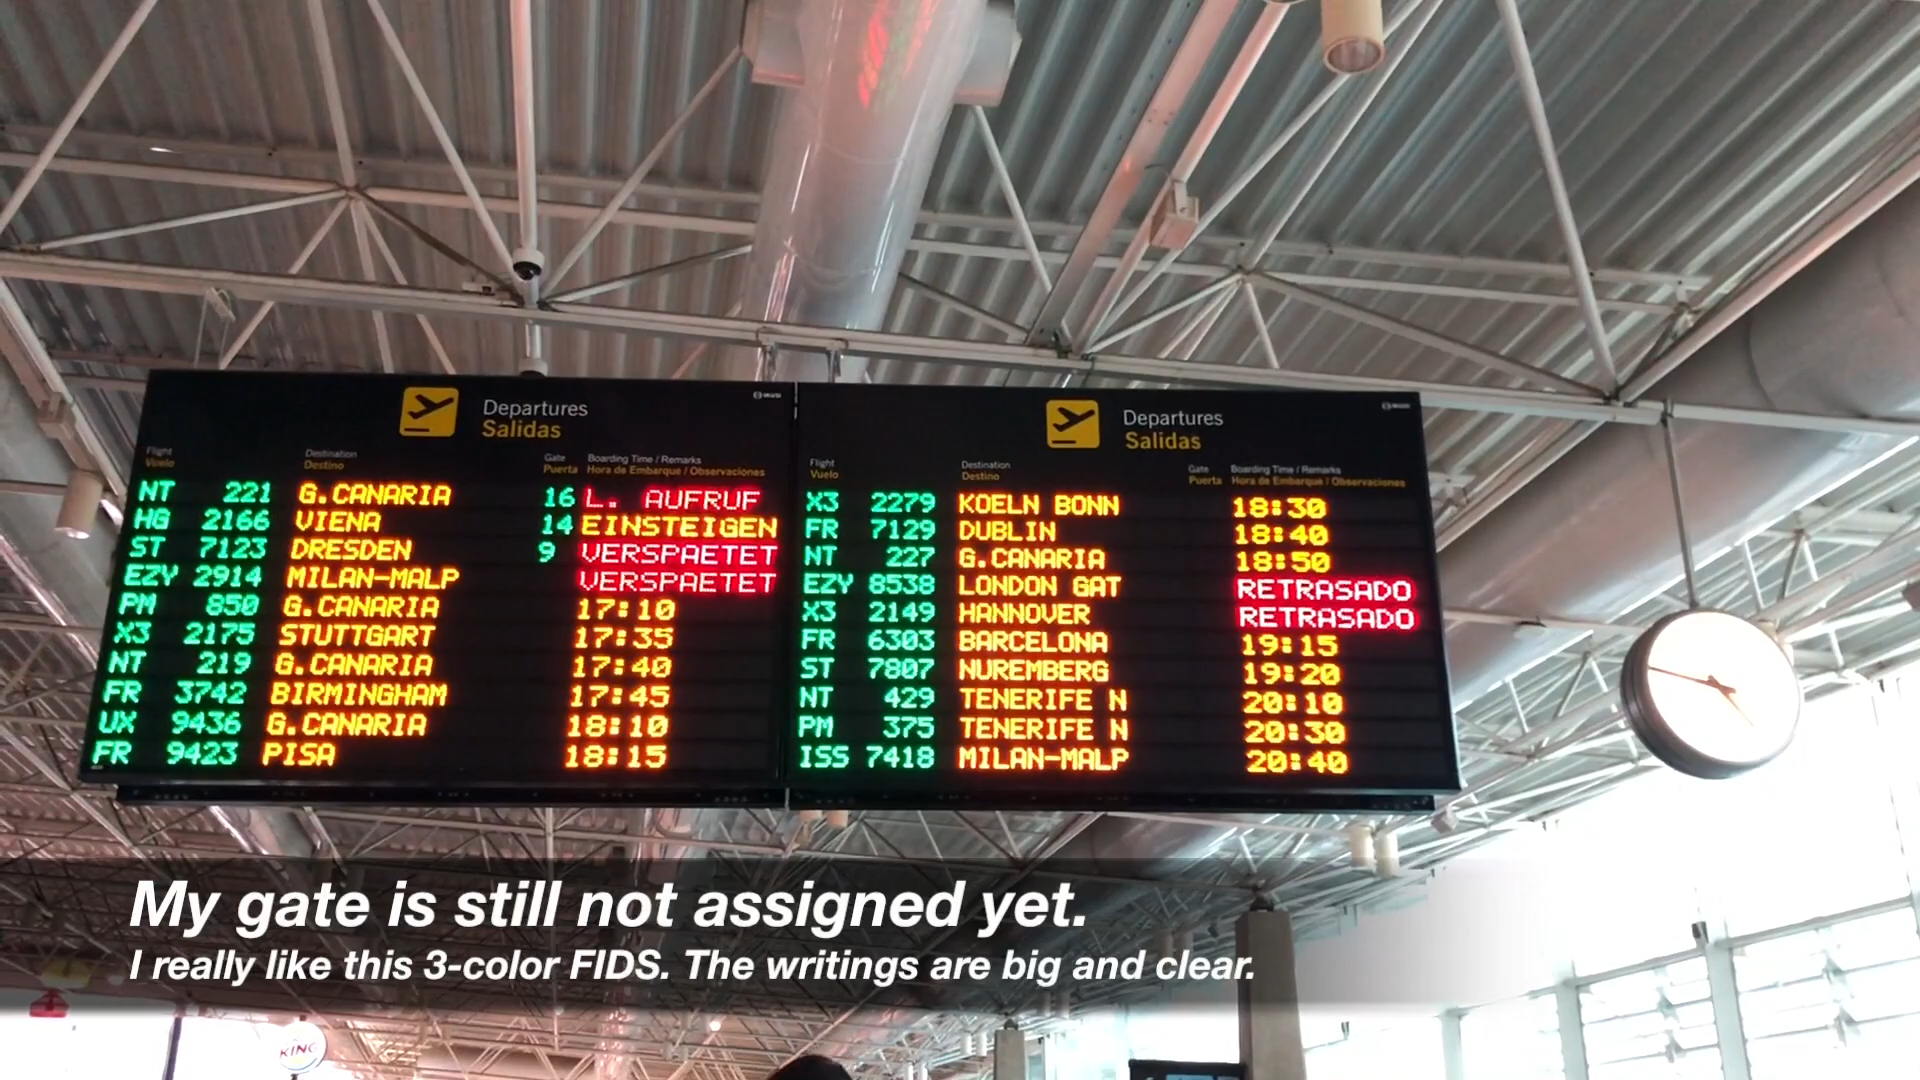 Departures
Salidas
Flight
Vuelo
Destination
Destino
Gate
Puerta
Boarding Time / Remarks
Hora de Embarque / Observaciones
NT 221 G.CANARIA 16 L. AUFRUF
HG 2166 VIENA 14 EINSTEIGEN
ST 7123 DRESDEN 9 VERSPAETET
EZY 2914 MILAN-MALP VERSPAETET
PM 850 G.CANARIA 17:10
X3 2175 STUTTGART 17:35
NT 219 G.CANARIA 17:40
FR 3742 BIRMINGHAM 17:45
UX 9436 G.CANARIA 18:10
FR 9423 PISA 18:15
Departures
Salidas
Flight
Vuelo
Destination
Destino
Gate
Puerta
Boarding Time / Remarks
Hora de Embarque / Observaciones
X3 2279 KOELN BONN 18:30
FR 7129 DUBLIN 18:40
NT 227 G.CANARIA 18:50
EZY 8538 LONDON GAT RETRASADO
X3 2149 HANNOVER RETRASADO
FR 6303 BARCELONA 19:15
ST 7807 NUREMBERG 19:20
NT 429 TENERIFE N 20:10
PM 375 TENERIFE N 20:30
ISS 7418 MILAN-MALP 20:40
My gate is still not assigned yet.
I really like this 3-color FIDS. The writings are big and clear.
KING